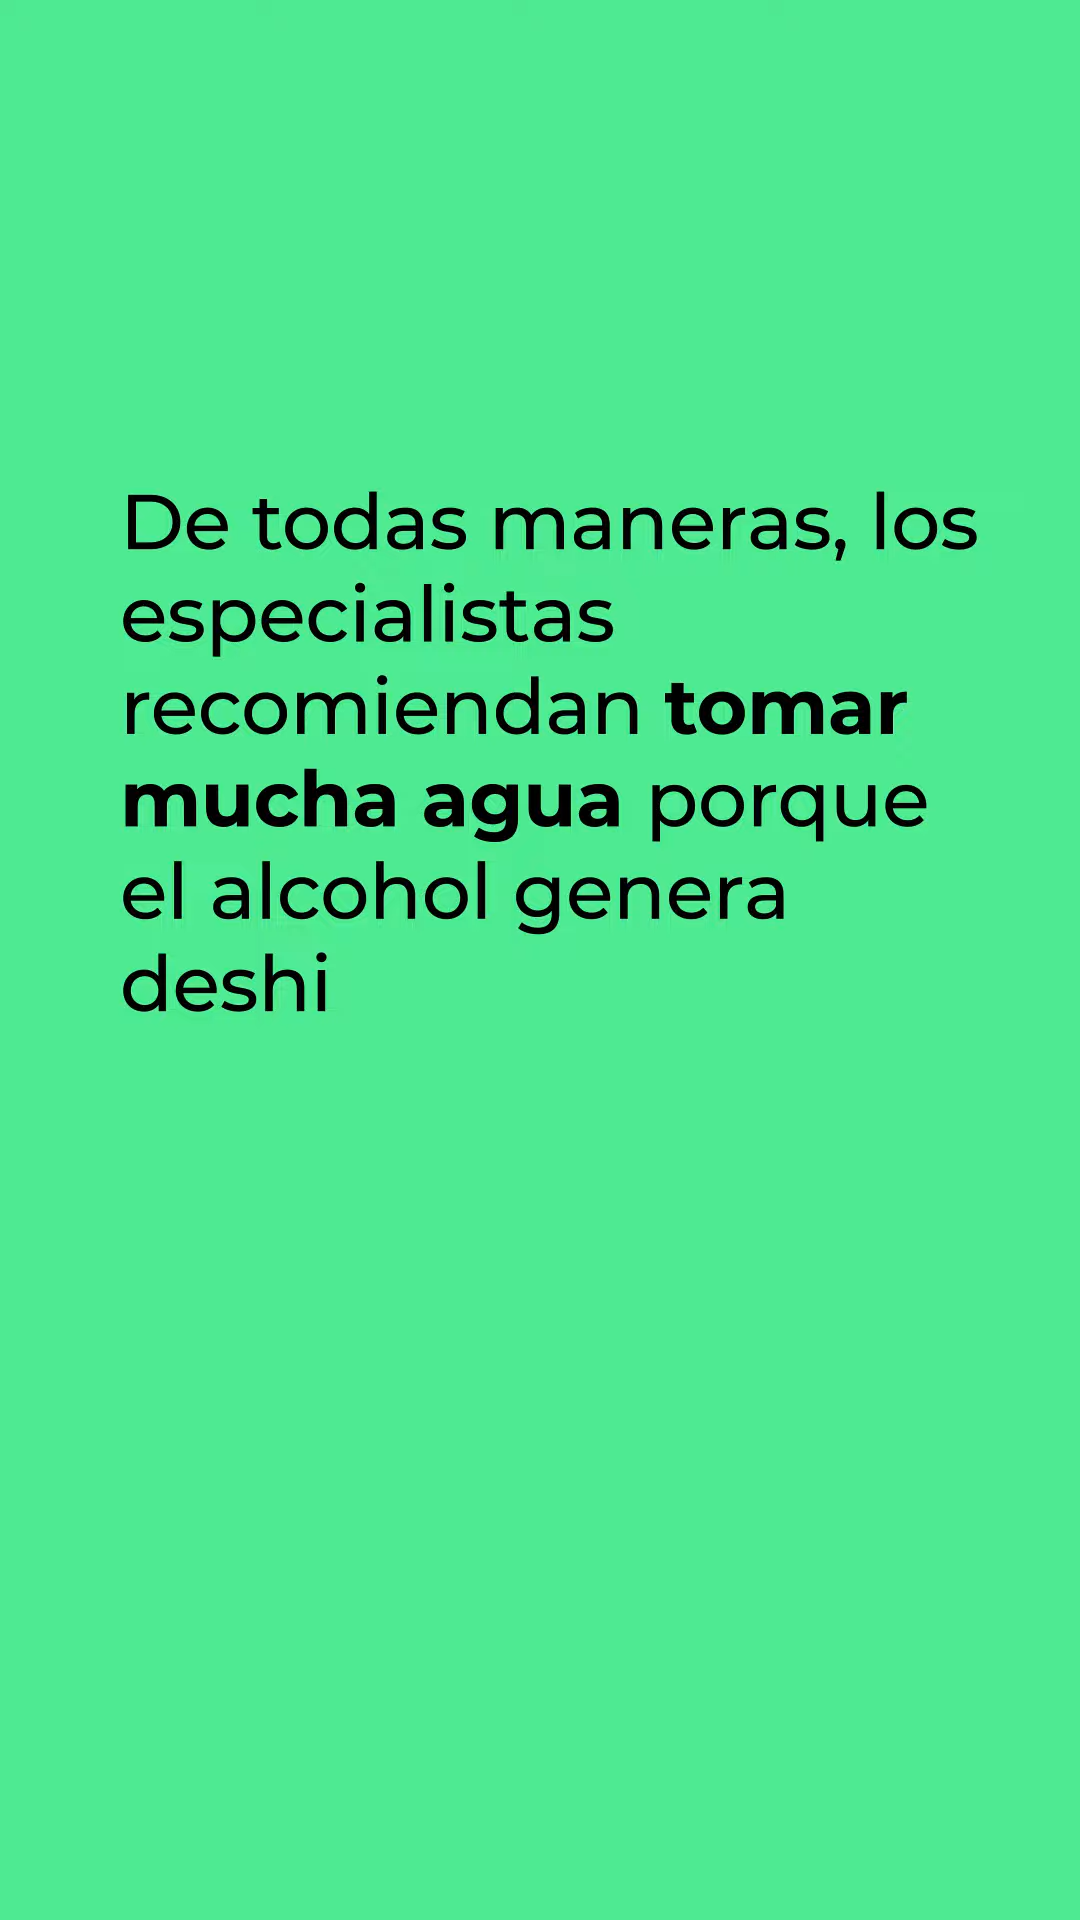 De todas maneras, los
especialistas
recomiendan tomar
mucha agua porque
el alcohol genera
deshi